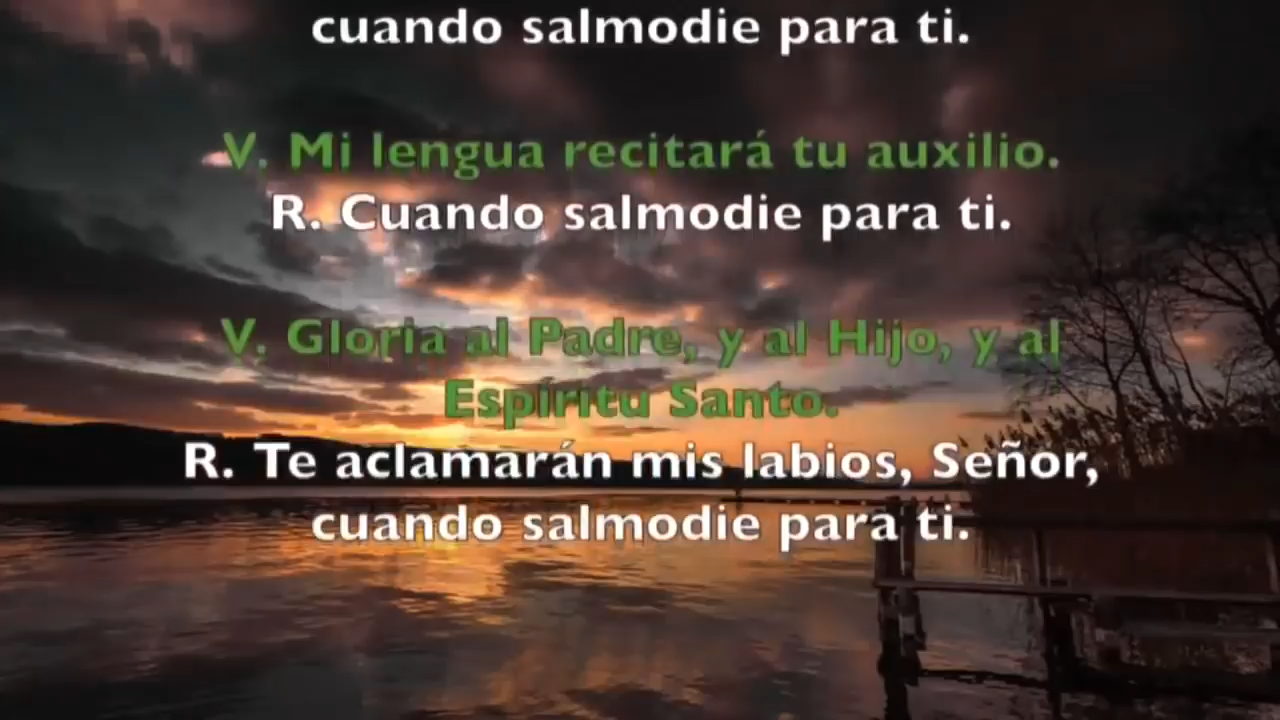 cuando salmodie para ti.
V. Mi lengua recitará tu auxilio.
R. Cuando salmodie para ti.
V. Gloria al Padre, y al Hijo, y al
Espíritu Santo.
R. Te aclamarán mis labios, Señor,
cuando salmodie para ti.